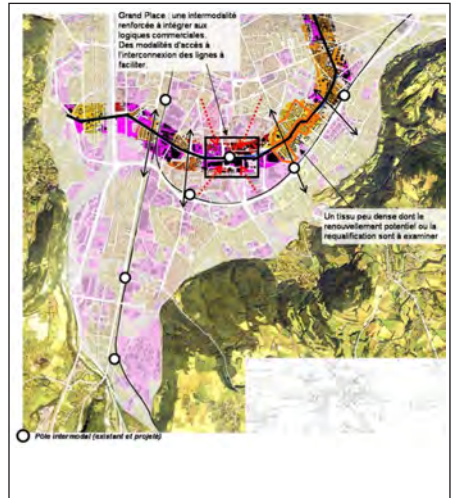 Grand Place : une intermodalité
renforcée à intégrer aux
logiques commerciales.
Des modalités d'accès à
l'interconnexion des lignes à
faciliter.
Un tissu peu dense dont le
renouvellement potentiel ou la
requalification sont à examiner
Pôle intermodal (existant et projeté)